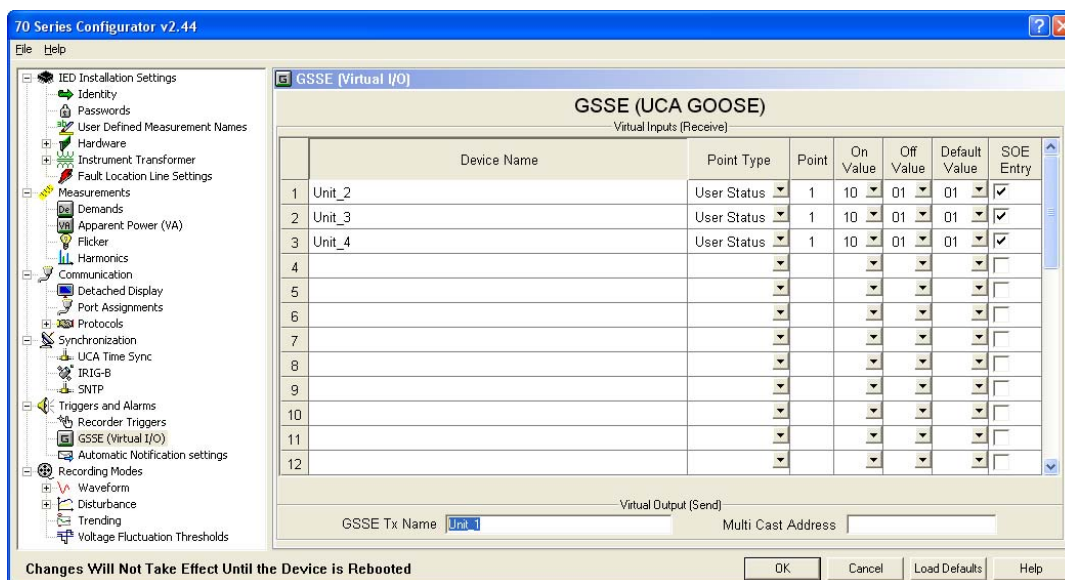 70 Series Configurator v2.44
File Help
IED Installation Settings
Identity
Passwords
User Defined Measurement Names
Hardware
Instrument Transformer
Fault Location Line Settings
Measurements
De Demands
VA Apparent Power (VA)
Flicker
Harmonics
Communication
Detached Display
Port Assignments
Protocols
Synchronization
UCA Time Sync
IRIG-B
SNTP
Triggers and Alarms
Recorder Triggers
G GSSE (Virtual I/O)
Automatic Notification settings
Recording Modes
Waveform
Disturbance
Trending
Voltage Fluctuation Thresholds
G GSSE (Virtual I/O)
GSSE (UCA GOOSE)
Virtual Inputs (Receive)
Device Name Point Type Point On Value Off Value Default Value SOE Entry
1 Unit_2 User Status 1 10 01 01
2 Unit_3 User Status 1 10 01 01
3 Unit_4 User Status 1 10 01 01
4
5
6
7
8
9
10
11
12
Virtual Output (Send)
GSSE Tx Name Unit_1 Multi Cast Address
Changes Will Not Take Effect Until the Device is Rebooted
OK Cancel Load Defaults Help